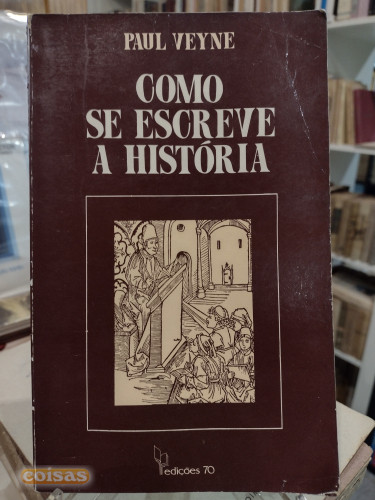 PAUL VEYNE
COMO
SE ESCREVE
A HISTÓRIA
edições 70
coisas